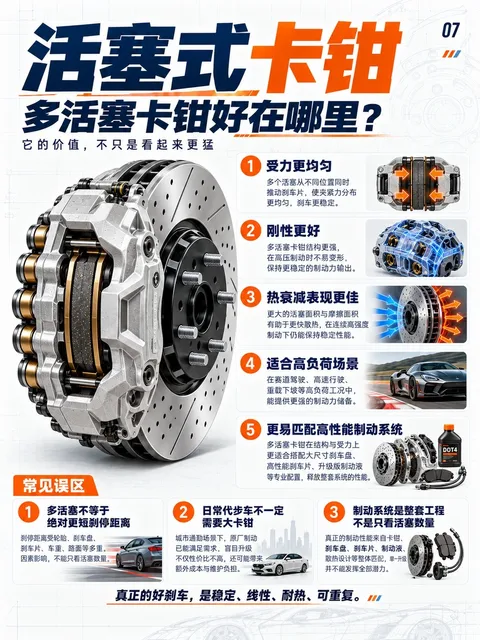 07
活塞式卡钳
多活塞卡钳好在哪里？
它的价值，不只是看起来更猛
1 受力更均匀
多个活塞从不同位置同时
推动刹车片，使夹紧力分布
更均匀，刹车更稳定。
2 刚性更好
多活塞卡钳结构更强，
在高压制动时不易变形，
保持更稳定的制动力输出。
3 热衰减表现更佳
更大的活塞面积与摩擦面积
有助于更快散热，在连续高强度
制动下仍能保持稳定性能。
4 适合高负荷场景
在赛道驾驶、高速行驶、
重载下坡等高负荷工况中，
能提供更强的制动力储备。
5 更易匹配高性能制动系统
多活塞卡钳在结构与受力上
更适合搭配大尺寸刹车盘、
高性能刹车片、升级版制动液
等专业配置，释放整套系统的性能。
DOT4
常见误区
1 多活塞不等于
绝对更短刹停距离
刹停距离受轮胎、刹车盘、
刹车片、车重、路面等多重
因素影响，不能只看活塞数量。
2 日常代步车不一定
需要大卡钳
城市通勤场景下，原厂制动
已能满足需求，盲目升级
不仅性价比不高，还可能带来
额外成本与维护负担。
3 制动系统是整套工程
不是只看活塞数量
真正的制动性能来自卡钳、
刹车盘、刹车片、制动液、
散热设计等整体匹配，单一升级
并不能发挥全部潜力。
真正的好刹车，是稳定、线性、耐热、可重复。